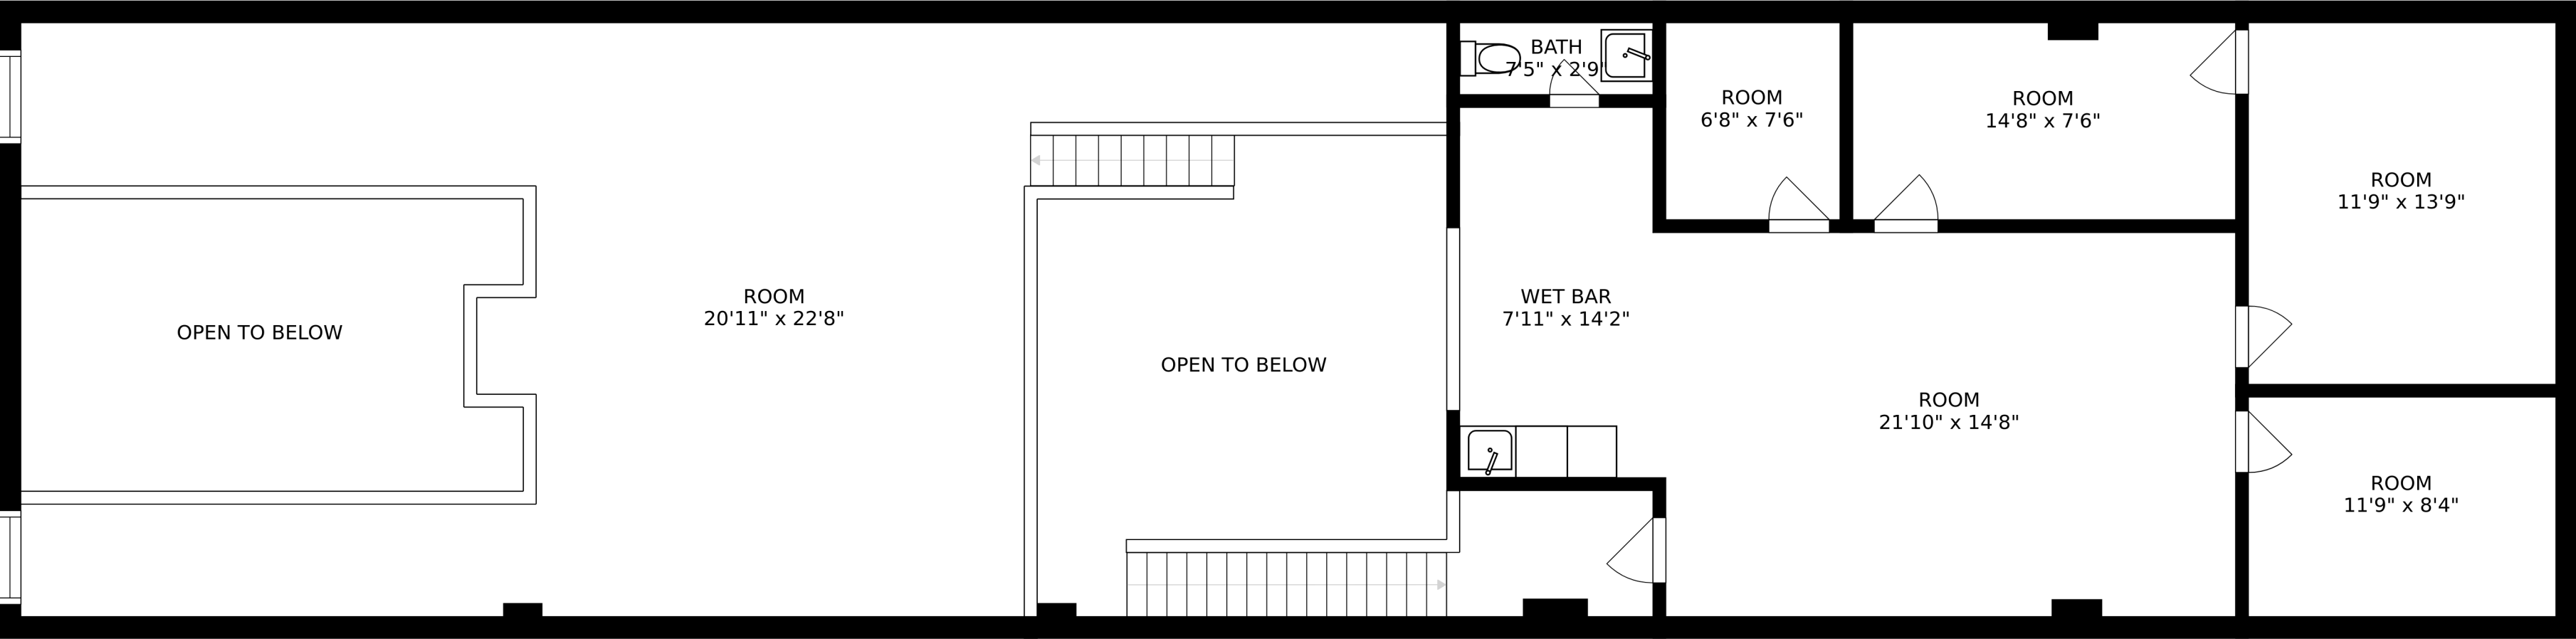 BATH
7'5" x 2'9"
ROOM
6'8" x 7'6"
ROOM
14'8" x 7'6"
ROOM
11'9" x 13'9"
ROOM
20'11" x 22'8"
WET BAR
7'11" x 14'2"
OPEN TO BELOW
OPEN TO BELOW
ROOM
21'10" x 14'8"
ROOM
11'9" x 8'4"